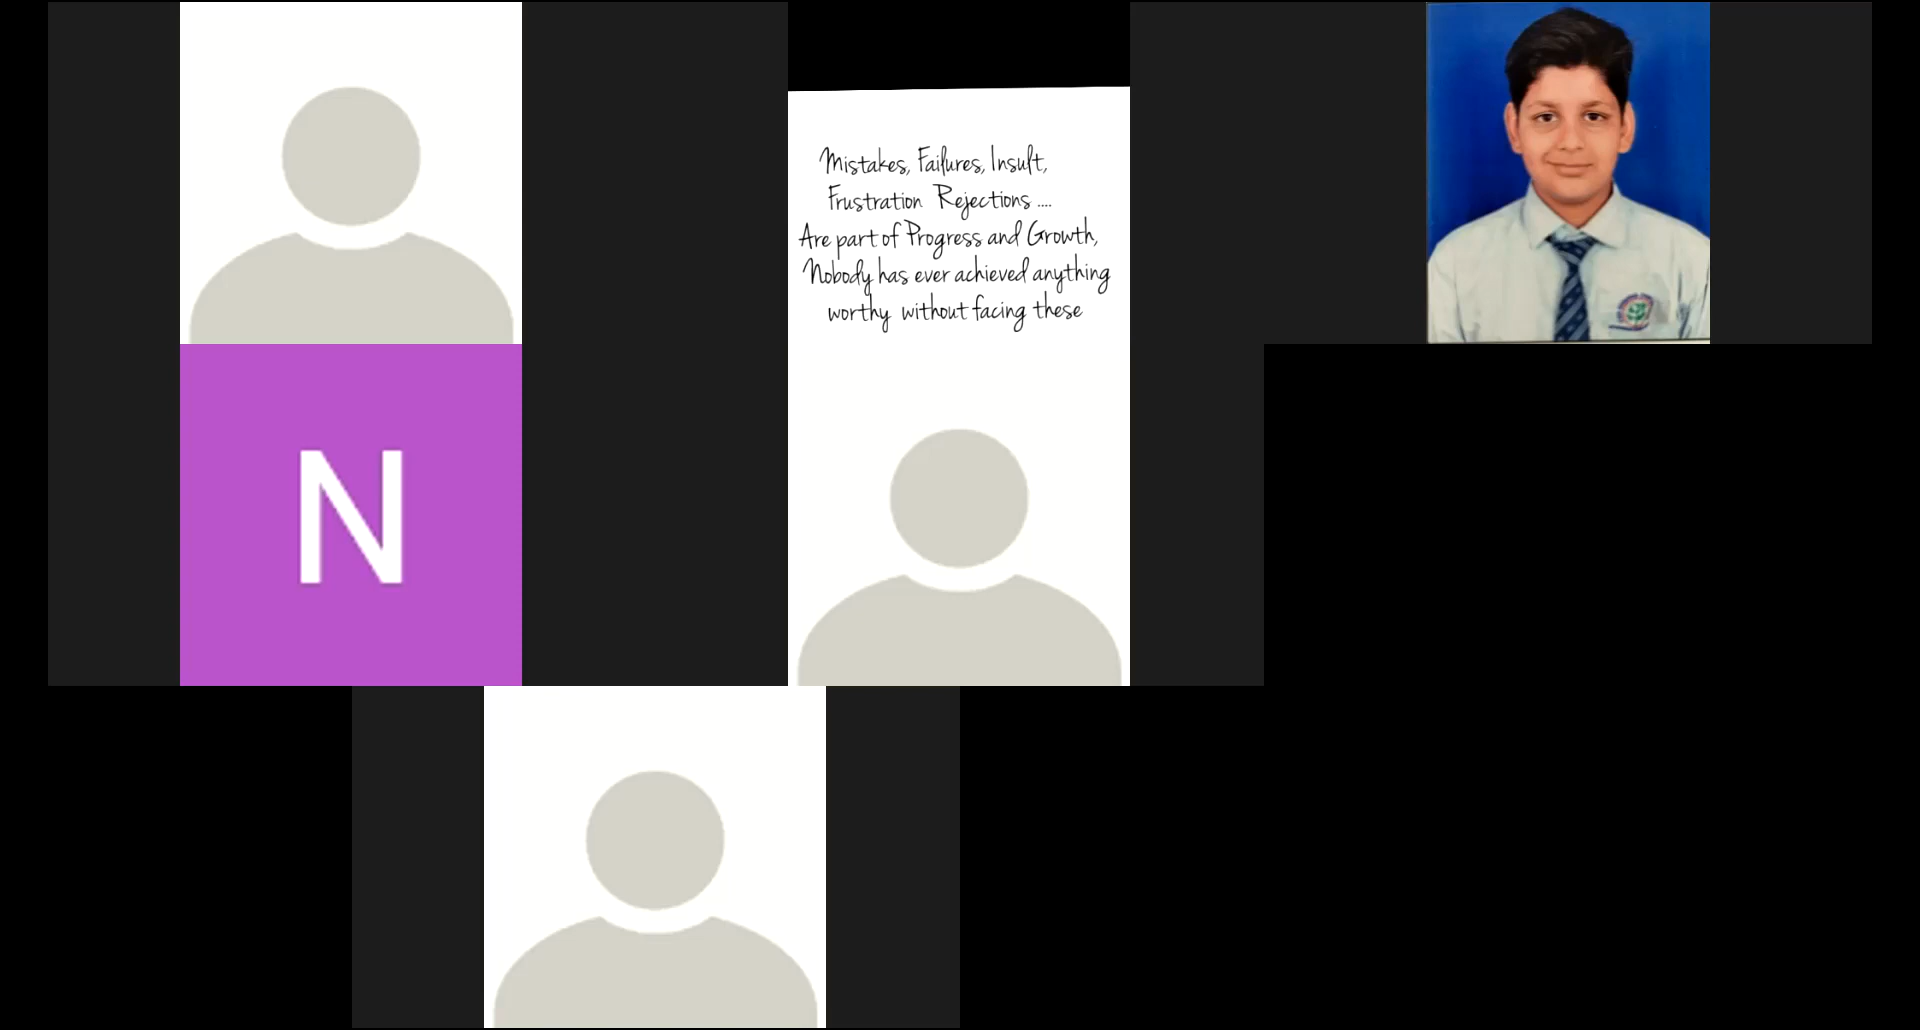 Mistakes, Failures, Insult,
Frustration Rejections ....
Are part of Progress and Growth,
Nobody has ever achieved anything
worthy without facing these
N